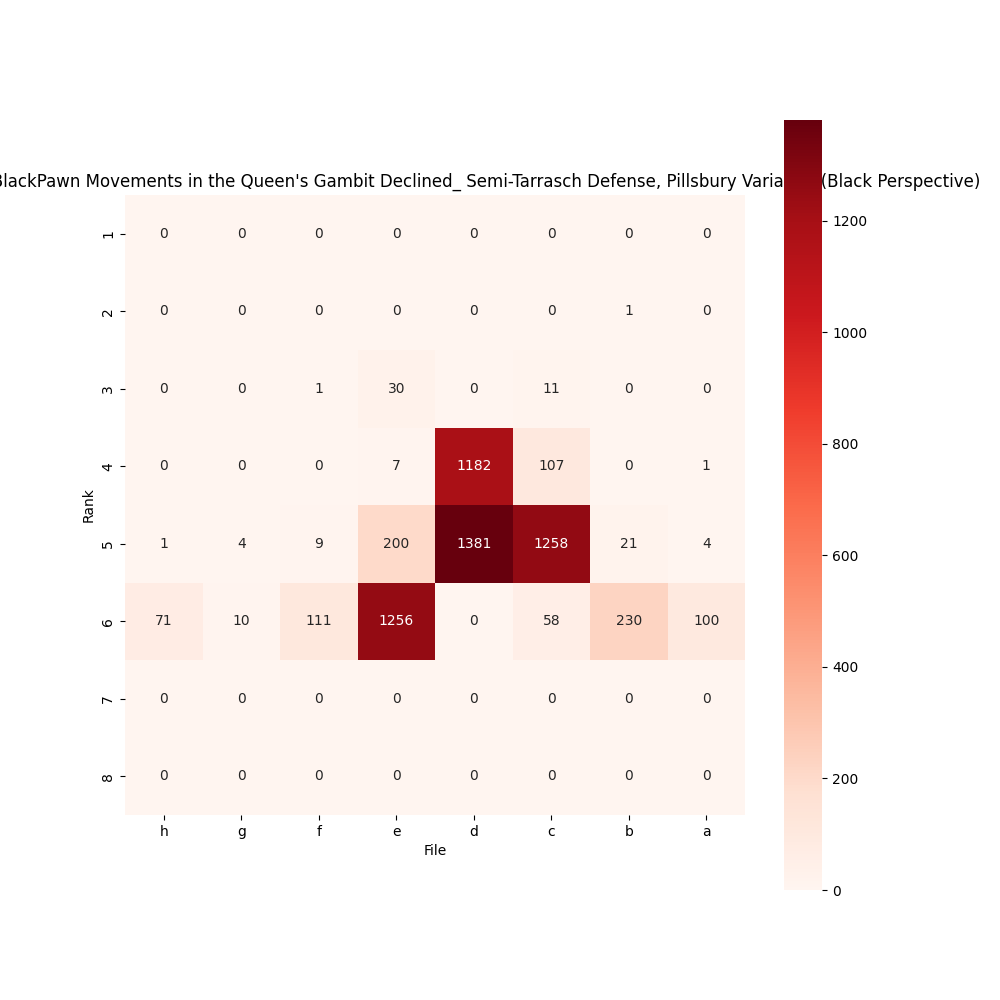 BlackPawn Movements in the Queen's Gambit Declined_ Semi-Tarrasch Defense, Pillsbury Varia (Black Perspective)
1200
1 0 0 0 0 0 0 0 0
2 0 0 0 0 0 0 1 0
1000
3 0 0 1 30 0 11 0 0
800
4 0 0 0 7 1182 107 0 1
Rank
5 1 4 9 200 1381 1258 21 4
600
6 71 10 111 1256 0 58 230 100
400
7 0 0 0 0 0 0 0 0
200
8 0 0 0 0 0 0 0 0
h g f e d c b a
File
0